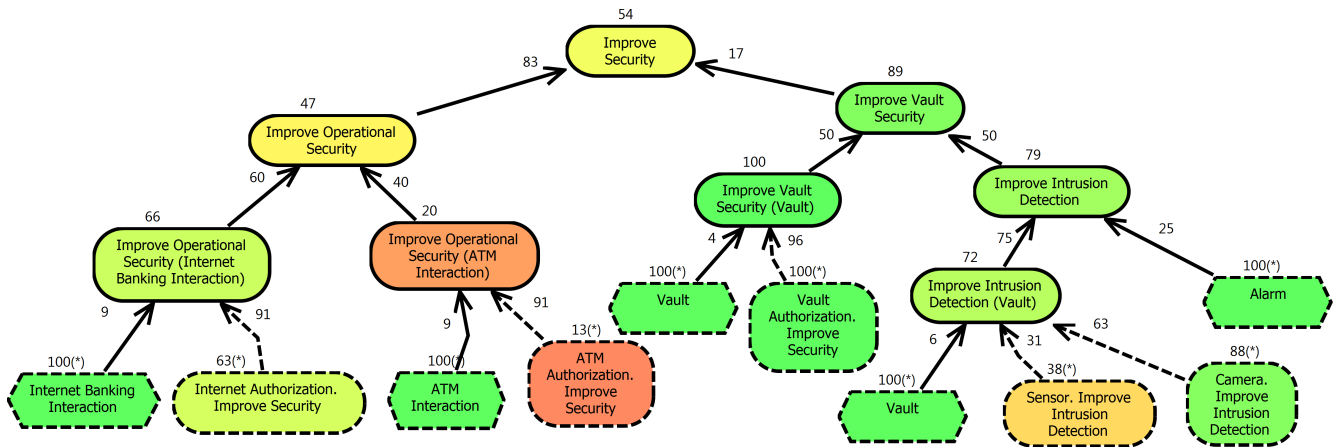 54
Improve
Security
83
17
89
Improve Vault
Security
47
Improve Operational
Security
50
50
60
40
100
Improve Vault
Security (Vault)
79
Improve Intrusion
Detection
66
Improve Operational
Security (Internet
Banking Interaction)
20
Improve Operational
Security (ATM
Interaction)
4
96
75
25
9
91
9
91
100(*)
Vault
100(*)
Vault
Authorization.
Improve
Security
72
Improve Intrusion
Detection (Vault)
100(*)
Alarm
6
31
63
100(*)
Internet Banking
Interaction
63(*)
Internet Authorization.
Improve Security
100(*)
ATM
Interaction
13(*)
ATM
Authorization.
Improve
Security
100(*)
Vault
38(*)
Sensor. Improve
Intrusion
Detection
88(*)
Camera.
Improve
Intrusion
Detection